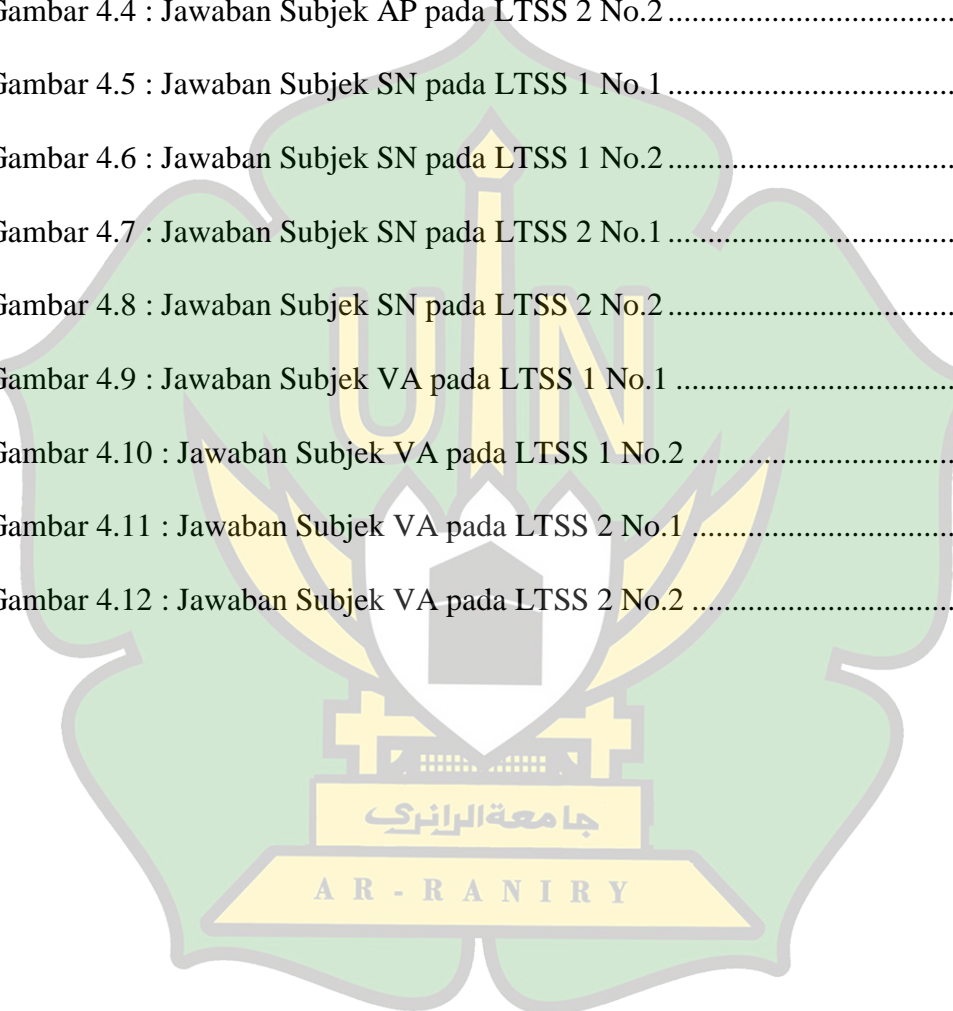 Gambar 4.4 : Jawaban Subjek AP pada LTSS 2 No.2 ..................................
Gambar 4.5 : Jawaban Subjek SN pada LTSS 1 No.1 ..................................
Gambar 4.6 : Jawaban Subjek SN pada LTSS 1 No.2 ..................................
Gambar 4.7 : Jawaban Subjek SN pada LTSS 2 No.1 ..................................
Gambar 4.8 : Jawaban Subjek SN pada LTSS 2 No.2 ..................................
Gambar 4.9 : Jawaban Subjek VA pada LTSS 1 No.1 ..................................
Gambar 4.10 : Jawaban Subjek VA pada LTSS 1 No.2 ................................
Gambar 4.11 : Jawaban Subjek VA pada LTSS 2 No.1 ................................
Gambar 4.12 : Jawaban Subjek VA pada LTSS 2 No.2 ................................
UIN
جامعةالرانري
AR-RANIRY